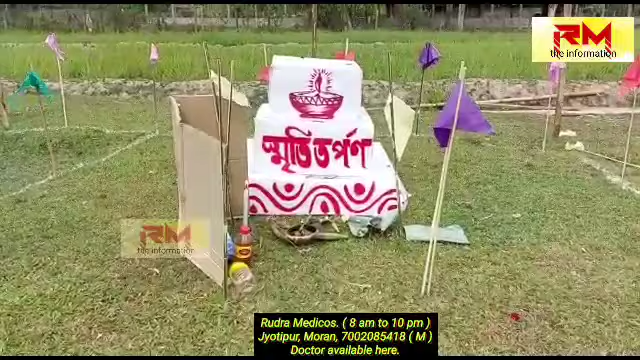 RM
the information
স্মৃতিতৰ্পণ
RM
the information
Rudra Medicos. ( 8 am to 10 pm )
Jyotipur, Moran, 7002085418 ( M )
Doctor available here.